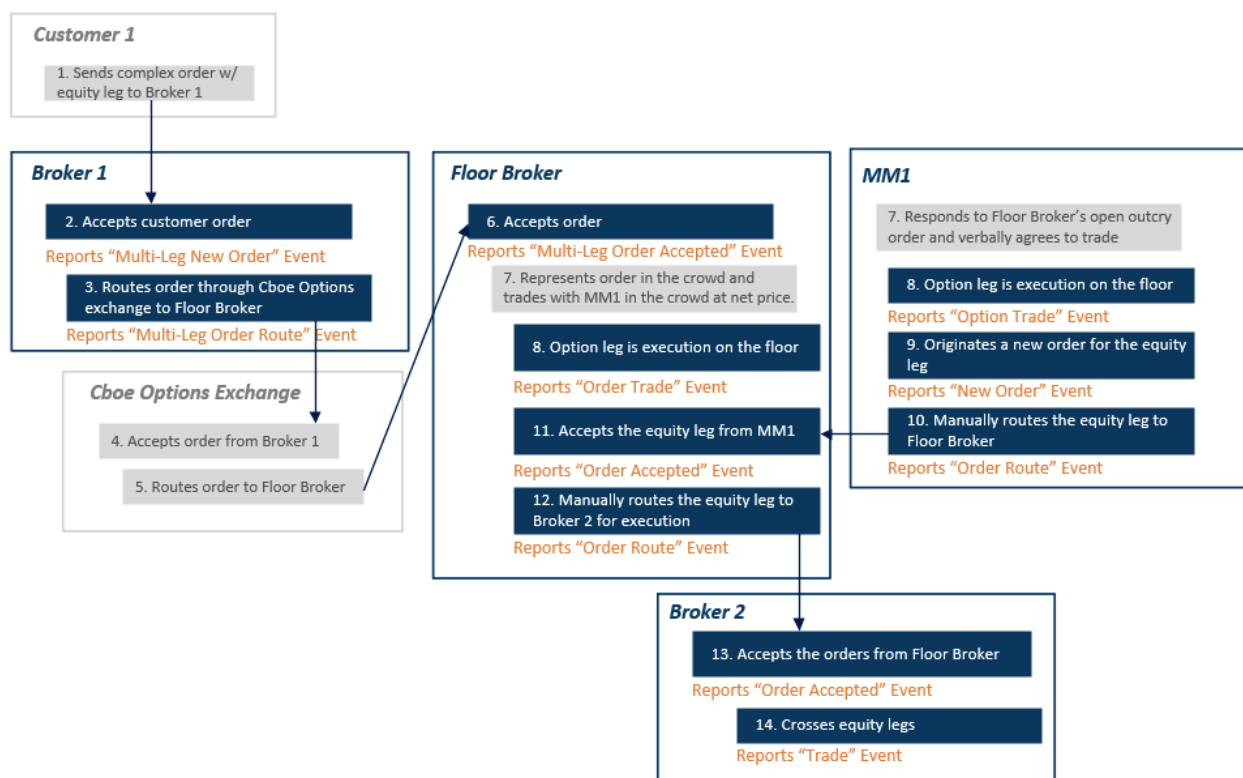 Customer 1
1. Sends complex order w/
equity leg to Broker 1
Broker 1
2. Accepts customer order
Reports “Multi-Leg New Order” Event
3. Routes order through Cboe Options
exchange to Floor Broker
Reports “Multi-Leg Order Route” Event
Cboe Options Exchange
4. Accepts order from Broker 1
5. Routes order to Floor Broker
Floor Broker
6. Accepts order
Reports “Multi-Leg Order Accepted” Event
7. Represents order in the crowd and
trades with MM1 in the crowd at net price.
8. Option leg is execution on the floor
Reports “Order Trade” Event
11. Accepts the equity leg from MM1
Reports “Order Accepted” Event
12. Manually routes the equity leg to
Broker 2 for execution
Reports “Order Route” Event
MM1
7. Responds to Floor Broker’s open outcry
order and verbally agrees to trade
8. Option leg is execution on the floor
Reports “Option Trade” Event
9. Originates a new order for the equity
leg
Reports “New Order” Event
10. Manually routes the equity leg to
Floor Broker
Reports “Order Route” Event
Broker 2
13. Accepts the orders from Floor Broker
Reports “Order Accepted” Event
14. Crosses equity legs
Reports “Trade” Event